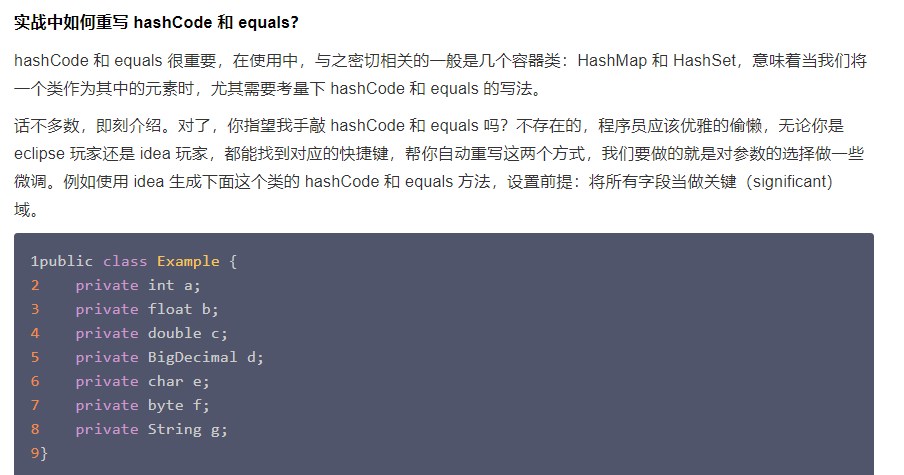 实战中如何重写 hashCode 和 equals？
hashCode 和 equals 很重要，在使用中，与之密切相关的一般是几个容器类：HashMap 和 HashSet，意味着当我们将
一个类作为其中的元素时，尤其需要考量下 hashCode 和 equals 的写法。
话不多数，即刻介绍。对了，你指望我手敲 hashCode 和 equals 吗？不存在的，程序员应该优雅的偷懒，无论你是
eclipse 玩家还是 idea 玩家，都能找到对应的快捷键，帮你自动重写这两个方式，我们要做的就是对参数的选择做一些
微调。例如使用 idea 生成下面这个类的 hashCode 和 equals 方法，设置前提：将所有字段当做关键（significant）
域。
1public class Example {
2    private int a;
3    private float b;
4    private double c;
5    private BigDecimal d;
6    private char e;
7    private byte f;
8    private String g;
9}